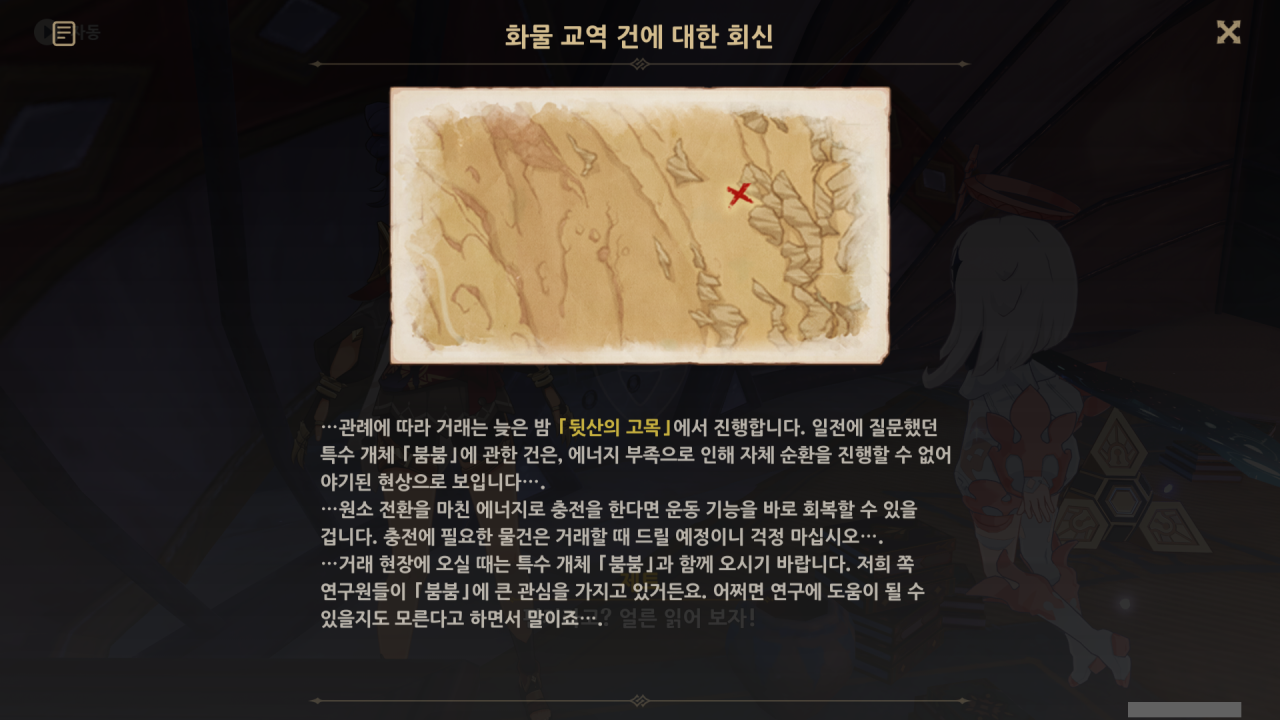 자동
화물 교역 건에 대한 회신
…관례에 따라 거래는 늦은 밤 「뒷산의 고목」에서 진행합니다. 일전에 질문했던
특수 개체 「붐붐」에 관한 건은, 에너지 부족으로 인해 자체 순환을 진행할 수 없어
야기된 현상으로 보입니다….
…원소 전환을 마친 에너지로 충전을 한다면 운동 기능을 바로 회복할 수 있을
겁니다. 충전에 필요한 물건은 거래할 때 드릴 예정이니 걱정 마십시오….
…거래 현장에 오실 때는 특수 개체 「붐붐」과 함께 오시기 바랍니다. 저희 쪽
연구원들이 「붐붐」에 큰 관심을 가지고 있거든요. 어쩌면 연구에 도움이 될 수
있을지도 모른다고 하면서 말이죠….
얼른 읽어 보자!